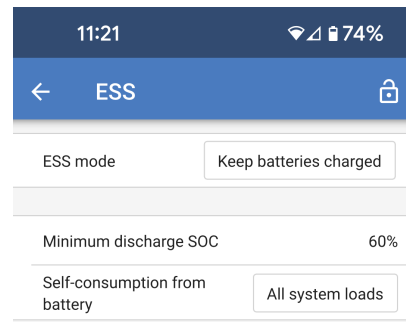 11:21 74%
ESS
ESS mode Keep batteries charged
Minimum discharge SOC 60%
Self-consumption from
battery All system loads